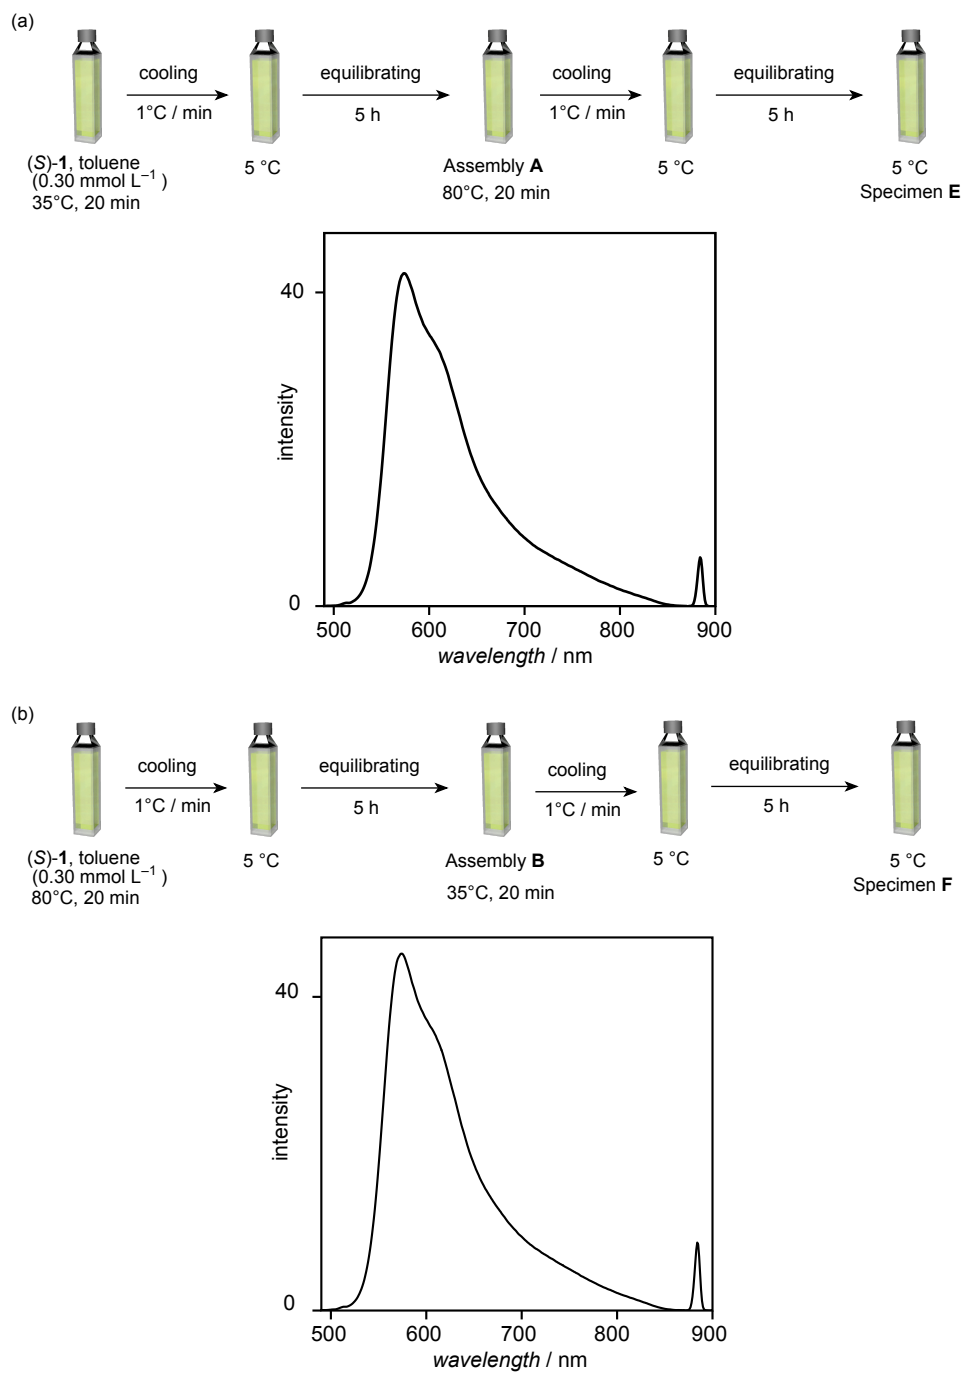 (a)
cooling
1°C / min
equilibrating
5 h
cooling
1°C / min
equilibrating
5 h
(S)-1, toluene
(0.30 mmol L⁻¹ )
35°C, 20 min
5 °C
Assembly A
80°C, 20 min
5 °C
5 °C
Specimen E
40
0
intensity
500 600 700 800 900
wavelength / nm
(b)
cooling
1°C / min
equilibrating
5 h
cooling
1°C / min
equilibrating
5 h
(S)-1, toluene
(0.30 mmol L⁻¹ )
80°C, 20 min
5 °C
Assembly B
35°C, 20 min
5 °C
5 °C
Specimen F
40
0
intensity
500 600 700 800 900
wavelength / nm